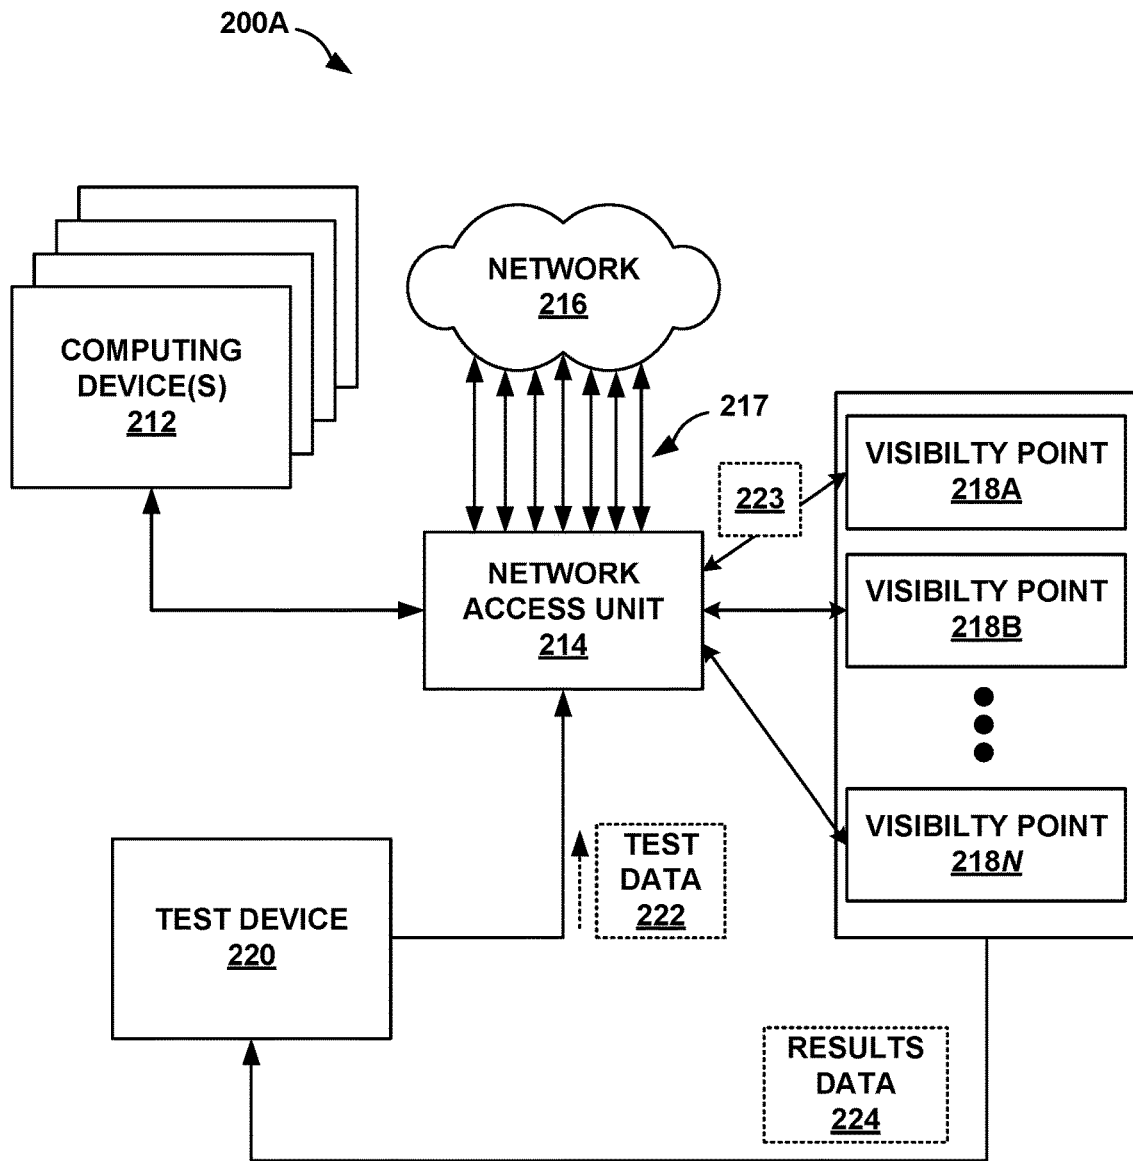 200A
NETWORK
216
COMPUTING
DEVICE(S)
212
217
VISIBILTY POINT
218A
223
NETWORK
ACCESS UNIT
214
VISIBILTY POINT
218B
VISIBILTY POINT
218N
TEST
DATA
222
TEST DEVICE
220
RESULTS
DATA
224